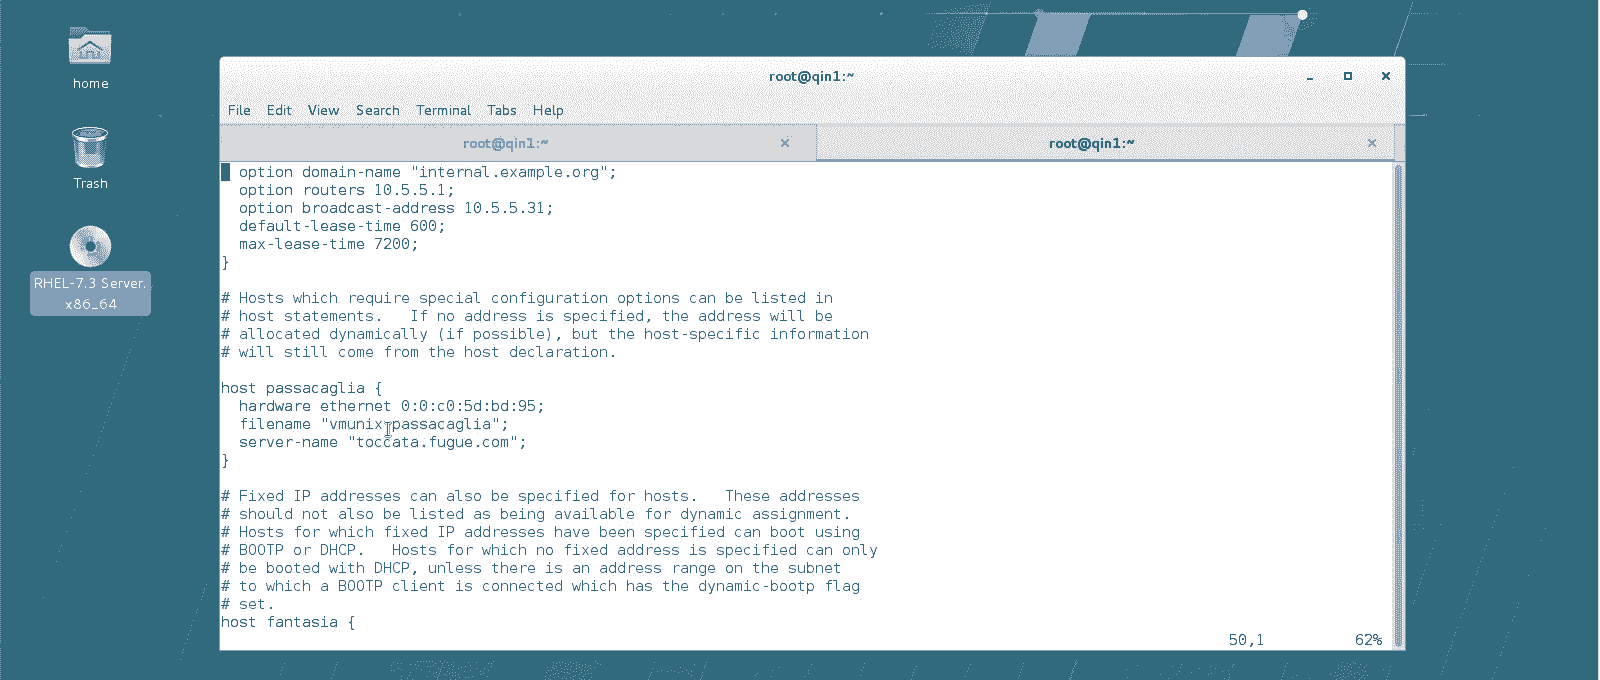 home
Trash
RHEL-7.3 Server.
x86_64
root@qin1:~
File Edit View Search Terminal Tabs Help
root@qin1:~ root@qin1:~
option domain-name "internal.example.org";
option routers 10.5.5.1;
option broadcast-address 10.5.5.31;
default-lease-time 600;
max-lease-time 7200;
}
# Hosts which require special configuration options can be listed in
# host statements.   If no address is specified, the address will be
# allocated dynamically (if possible), but the host-specific information
# will still come from the host declaration.
host passacaglia {
hardware ethernet 0:0:c0:5d:bd:95;
filename "vmunix.passacaglia";
server-name "toccata.fugue.com";
}
# Fixed IP addresses can also be specified for hosts.   These addresses
# should not also be listed as being available for dynamic assignment.
# Hosts for which fixed IP addresses have been specified can boot using
# BOOTP or DHCP.   Hosts for which no fixed address is specified can only
# be booted with DHCP, unless there is an address range on the subnet
# to which a BOOTP client is connected which has the dynamic-bootp flag
# set.
host fantasia {
50,1 62%